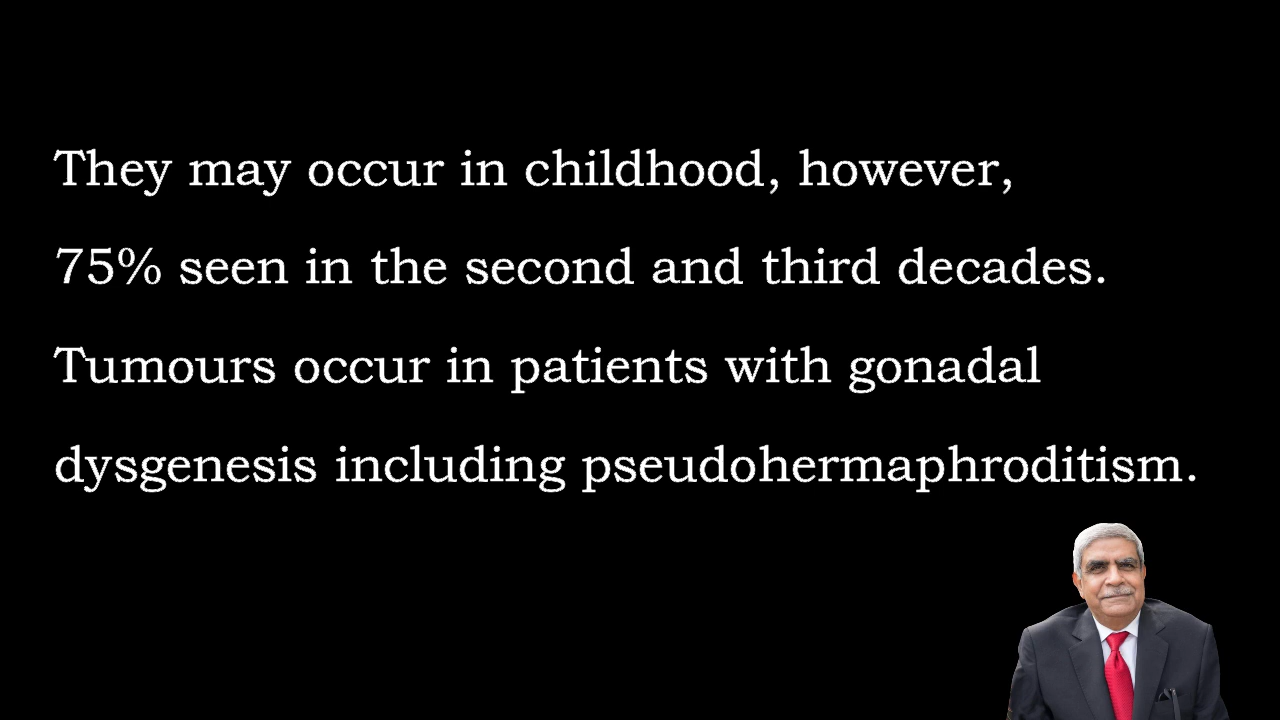 They may occur in childhood, however,
75% seen in the second and third decades.
Tumours occur in patients with gonadal
dysgenesis including pseudohermaphroditism.